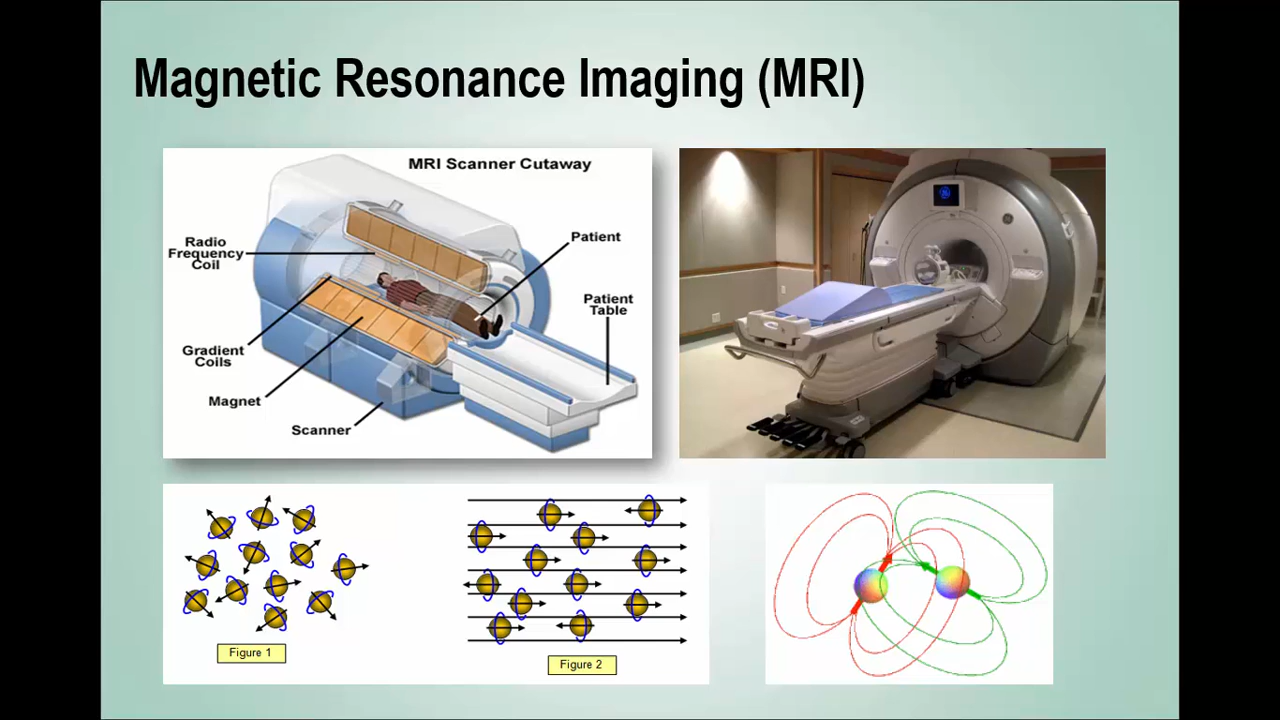 Magnetic Resonance Imaging (MRI)
MRI Scanner Cutaway
Radio
Frequency
Coil
Patient
Patient
Table
Gradient
Coils
Magnet
Scanner
Figure 1
Figure 2